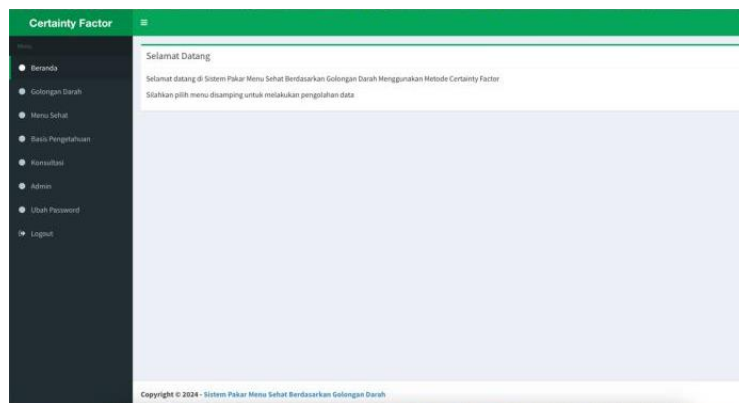 Certainty Factor
Menu
Beranda
Golongan Darah
Menu Sehat
Basis Pengetahuan
Konsultasi
Admin
Ubah Password
Logout
Selamat Datang
Selamat datang di Sistem Pakar Menu Sehat Berdasarkan Golongan Darah Menggunakan Metode Certainty Factor
Silahkan pilih menu disamping untuk melakukan pengolahan data
Copyright © 2024 - Sistem Pakar Menu Sehat Berdasarkan Golongan Darah